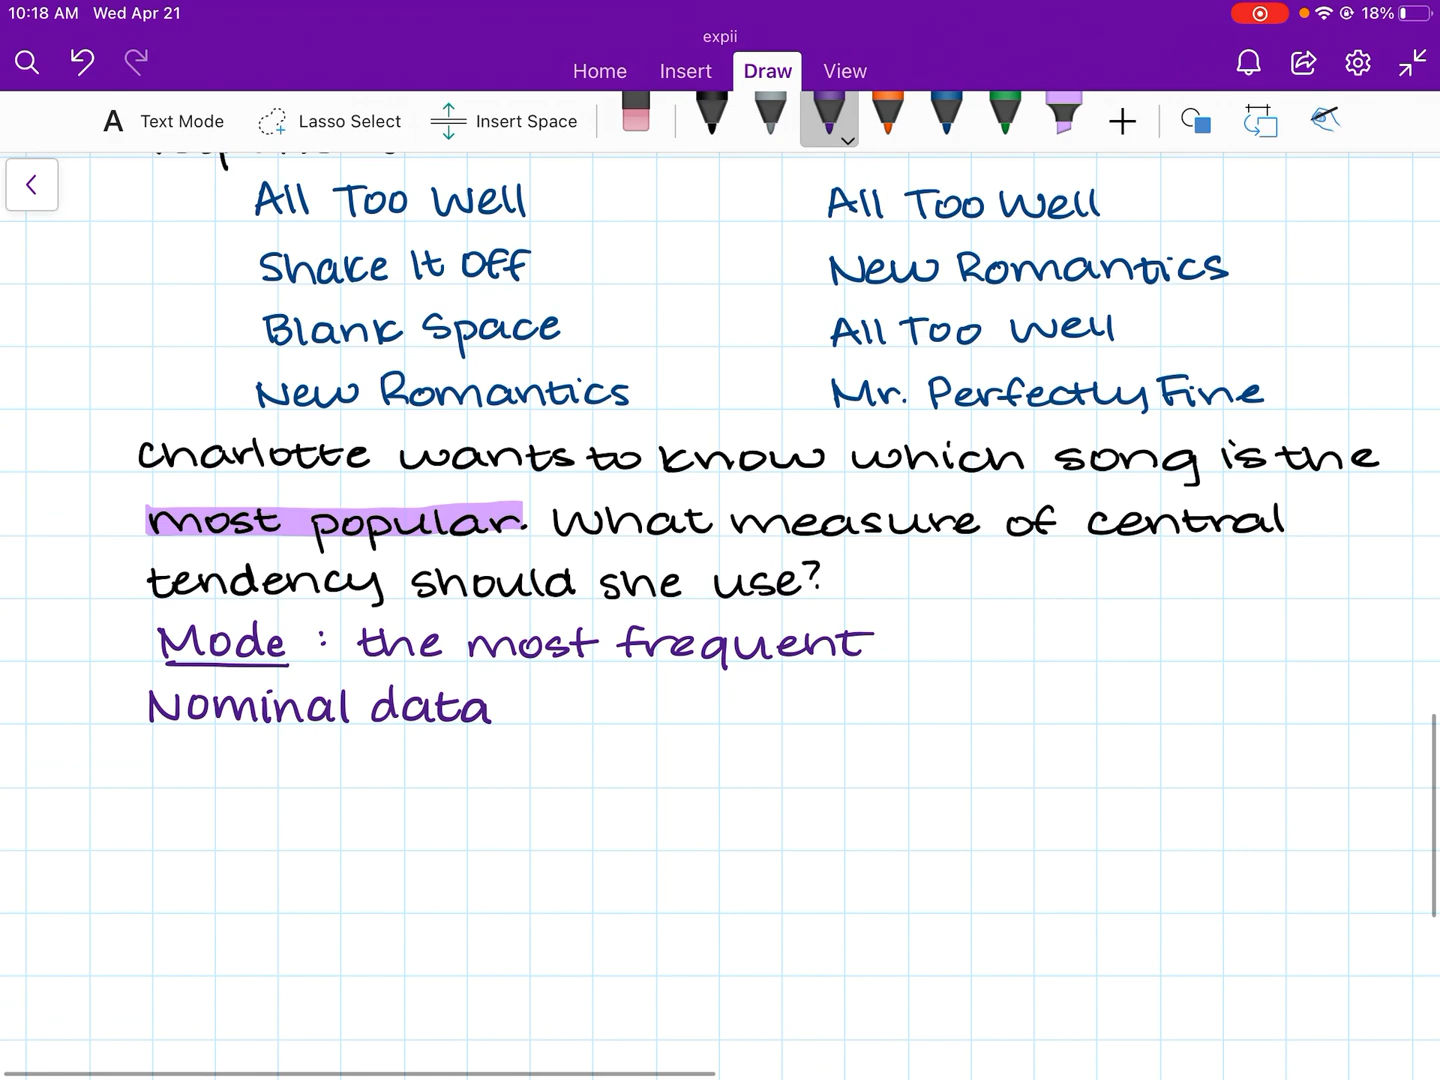 10:18 AM Wed Apr 21 18%
expii
Home Insert Draw View
Text Mode Lasso Select Insert Space
All Too Well All Too Well
Shake It Off New Romantics
Blank Space All Too Well
New Romantics Mr. Perfectly Fine
Charlotte wants to know which song is the
most popular. What measure of central
tendency should she use?
Mode : the most frequent
Nominal data